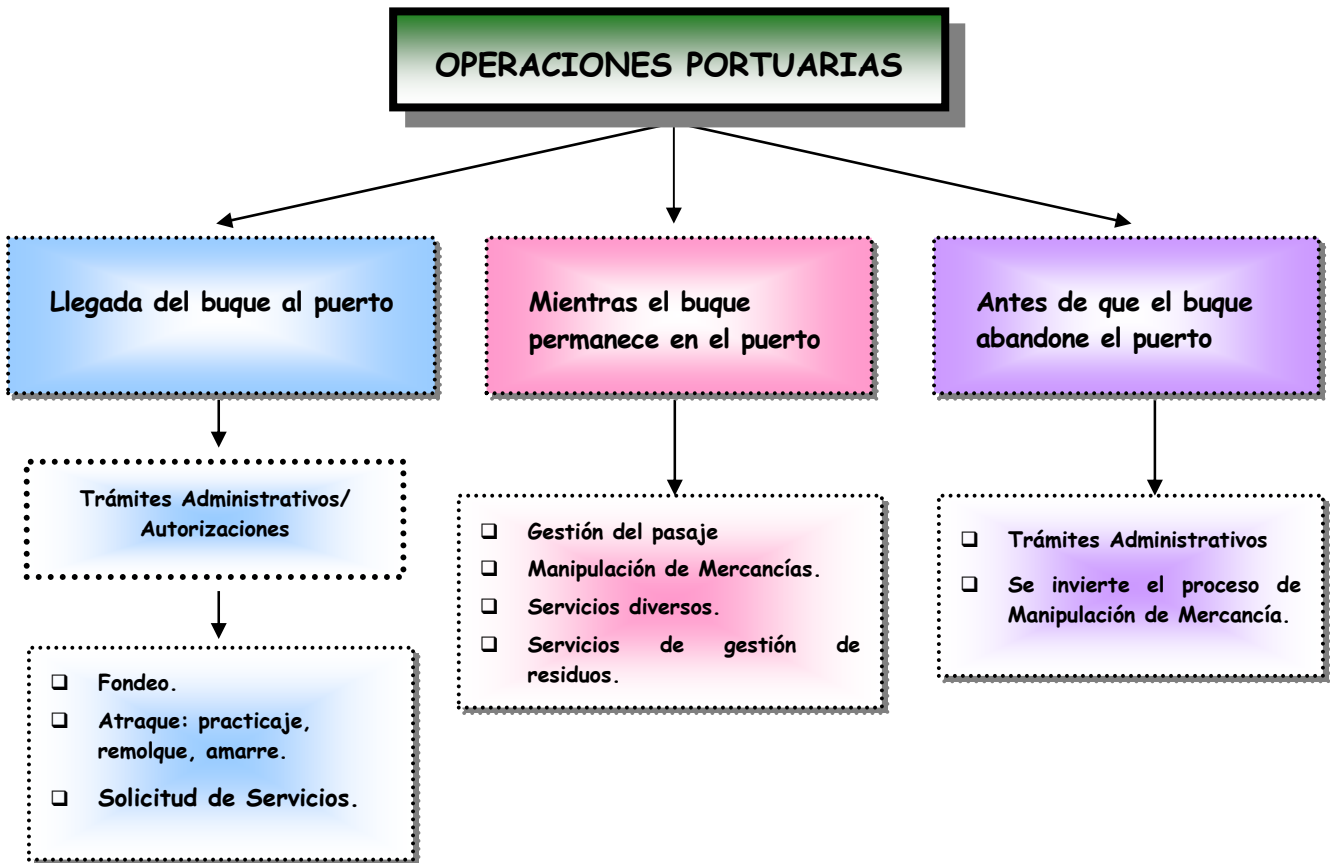 OPERACIONES PORTUARIAS
Llegada del buque al puerto
Trámites Administrativos/
Autorizaciones
Fondeo.
Atraque: practicaje,
remolque, amarre.
Solicitud de Servicios.
Mientras el buque
permanece en el puerto
Gestión del pasaje
Manipulación de Mercancías.
Servicios diversos.
Servicios de gestión de
residuos.
Antes de que el buque
abandone el puerto
Trámites Administrativos
Se invierte el proceso de
Manipulación de Mercancía.